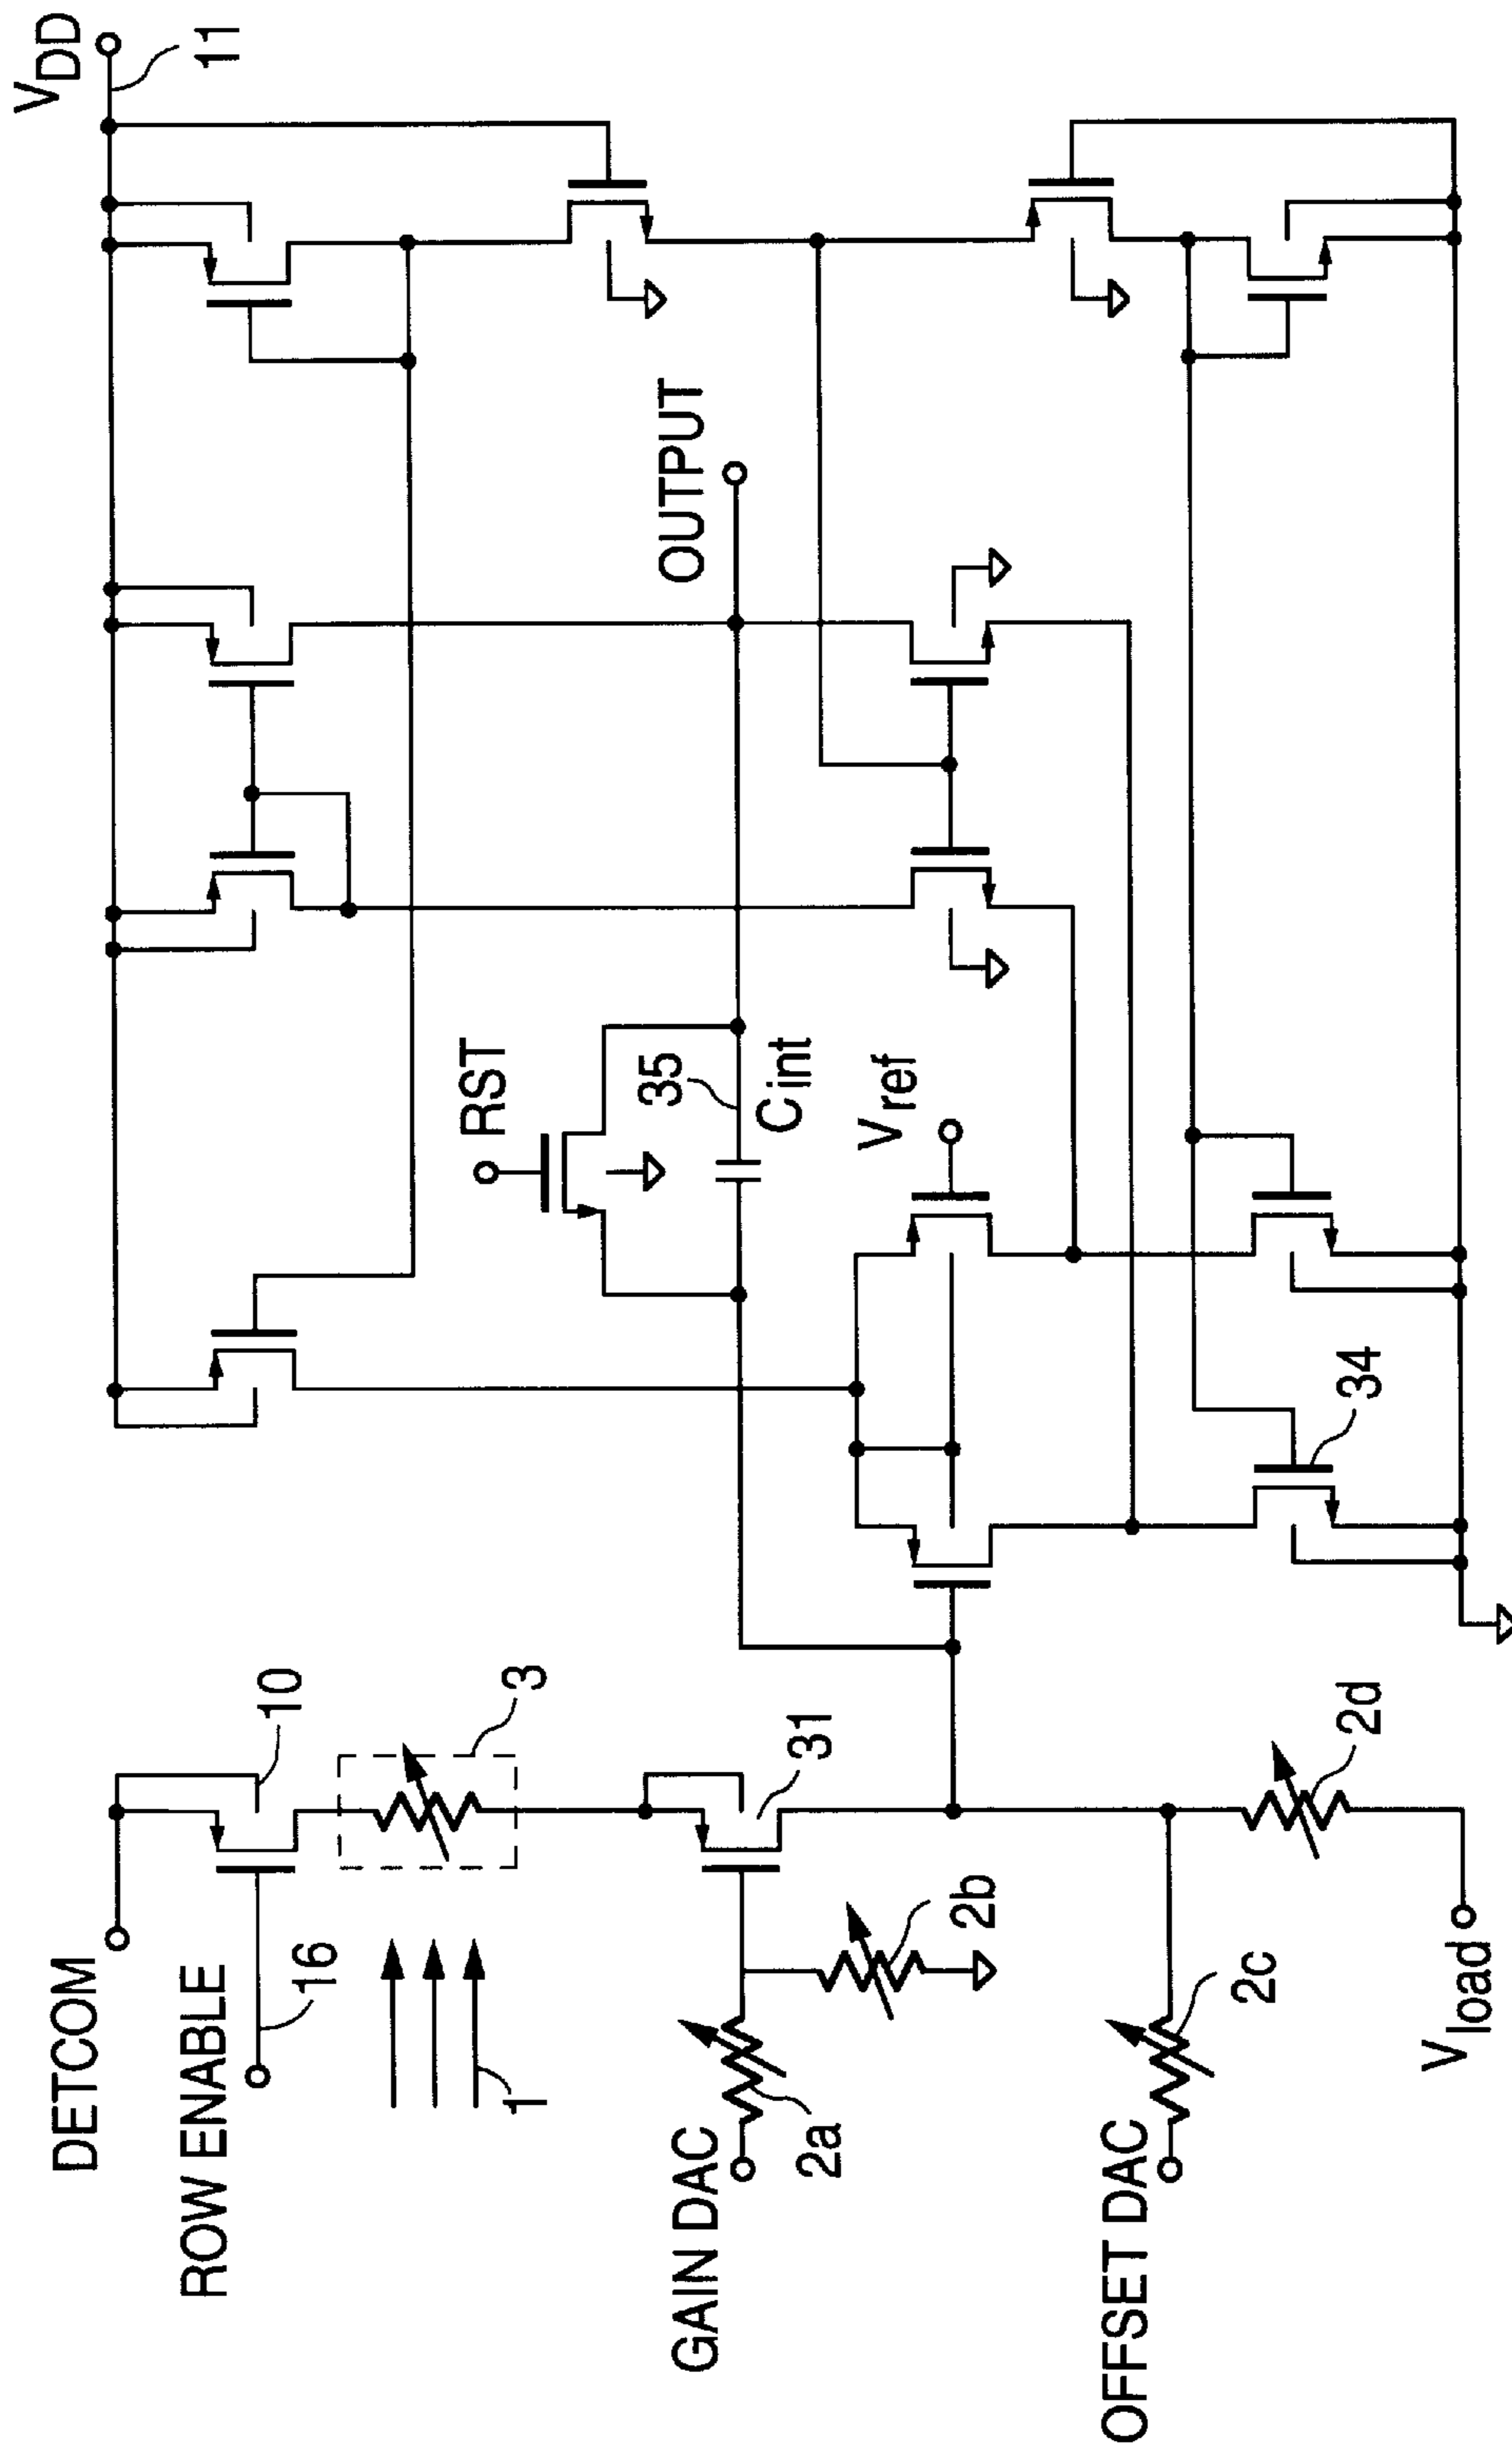 DETCOM
ROW ENABLE
16
10
1
3
GAIN DAC
2a
2b
31
OFFSET DAC
2c
2d
Vload
34
RST
35
Cint
Vref
OUTPUT
VDD
11